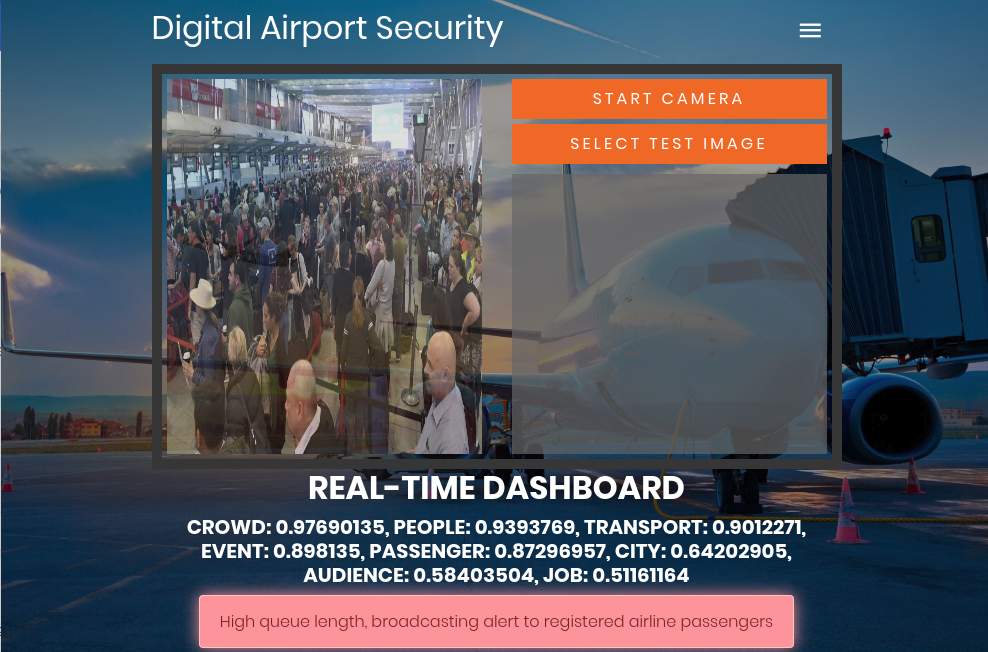 Digital Airport Security
START CAMERA
SELECT TEST IMAGE
REAL-TIME DASHBOARD
CROWD: 0.97690135, PEOPLE: 0.9393769, TRANSPORT: 0.9012271,
EVENT: 0.898135, PASSENGER: 0.87296957, CITY: 0.64202905,
AUDIENCE: 0.58403504, JOB: 0.51161164
High queue length, broadcasting alert to registered airline passengers